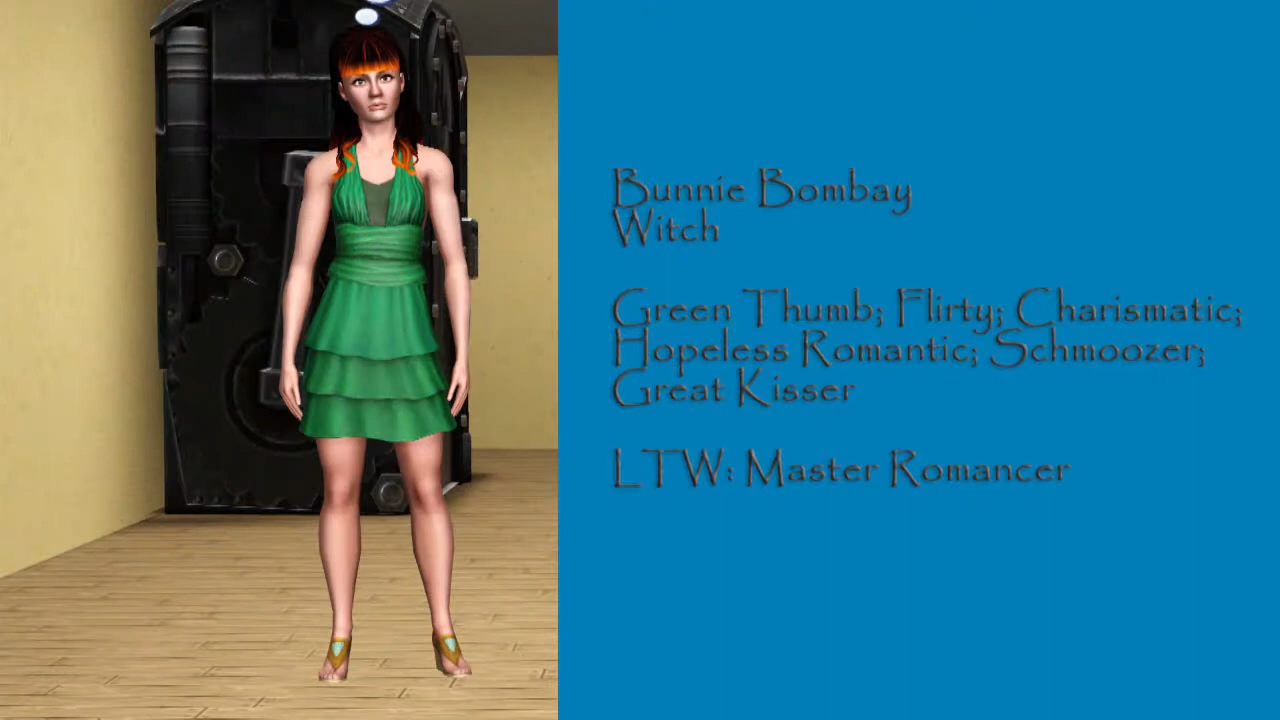 Bunnie Bombay
Witch
Green Thumb; Flirty; Charismatic;
Hopeless Romantic; Schmoozer;
Great Kisser
LTW: Master Romancer